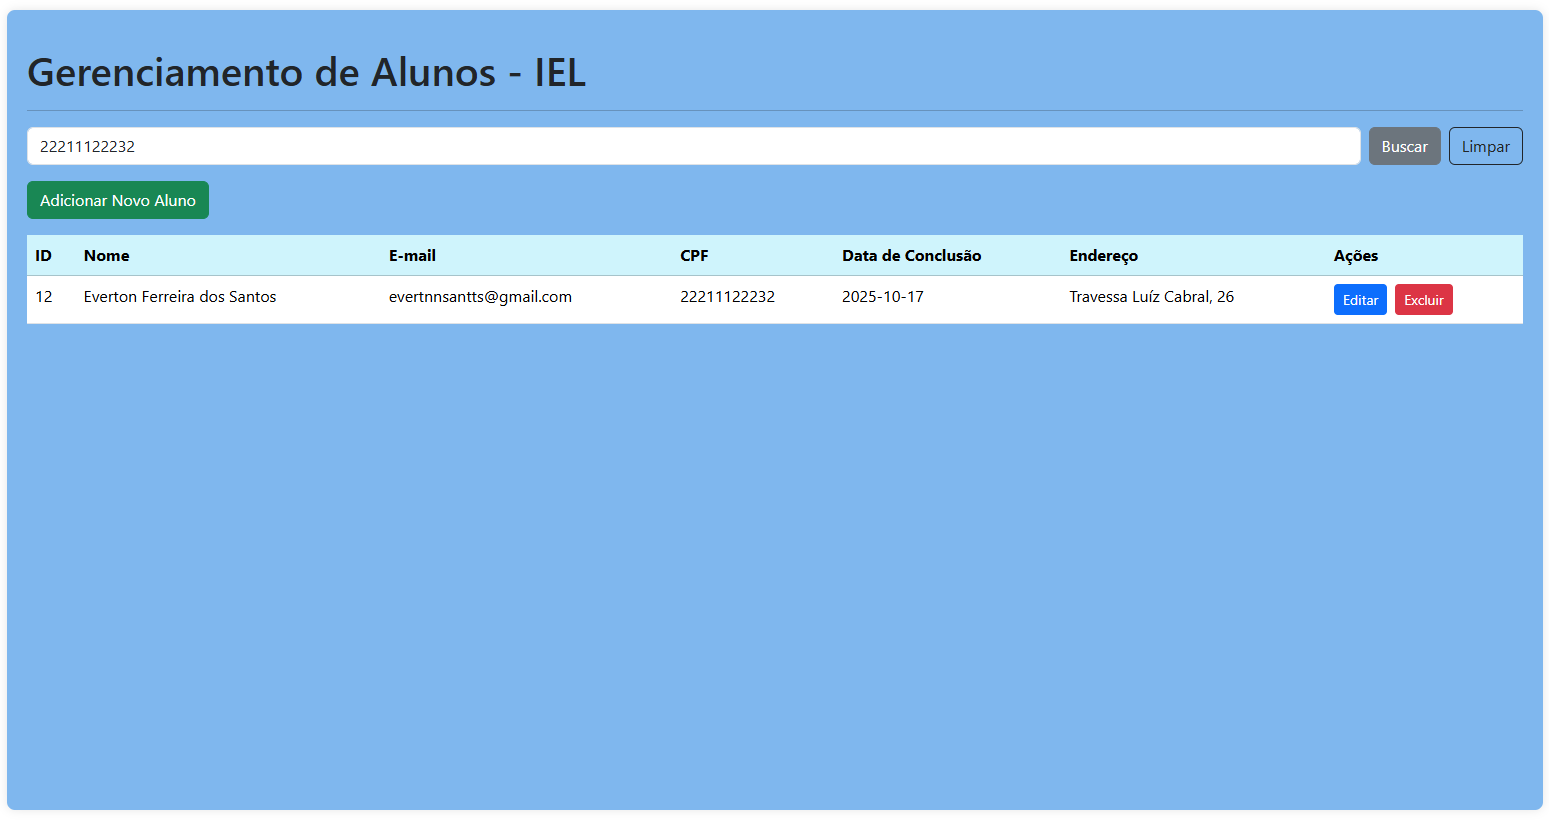 Gerenciamento de Alunos - IEL
22211122232 Buscar Limpar
Adicionar Novo Aluno
ID Nome E-mail CPF Data de Conclusão Endereço Ações
12 Everton Ferreira dos Santos evertnnsantts@gmail.com 22211122232 2025-10-17 Travessa Luíz Cabral, 26 Editar Excluir